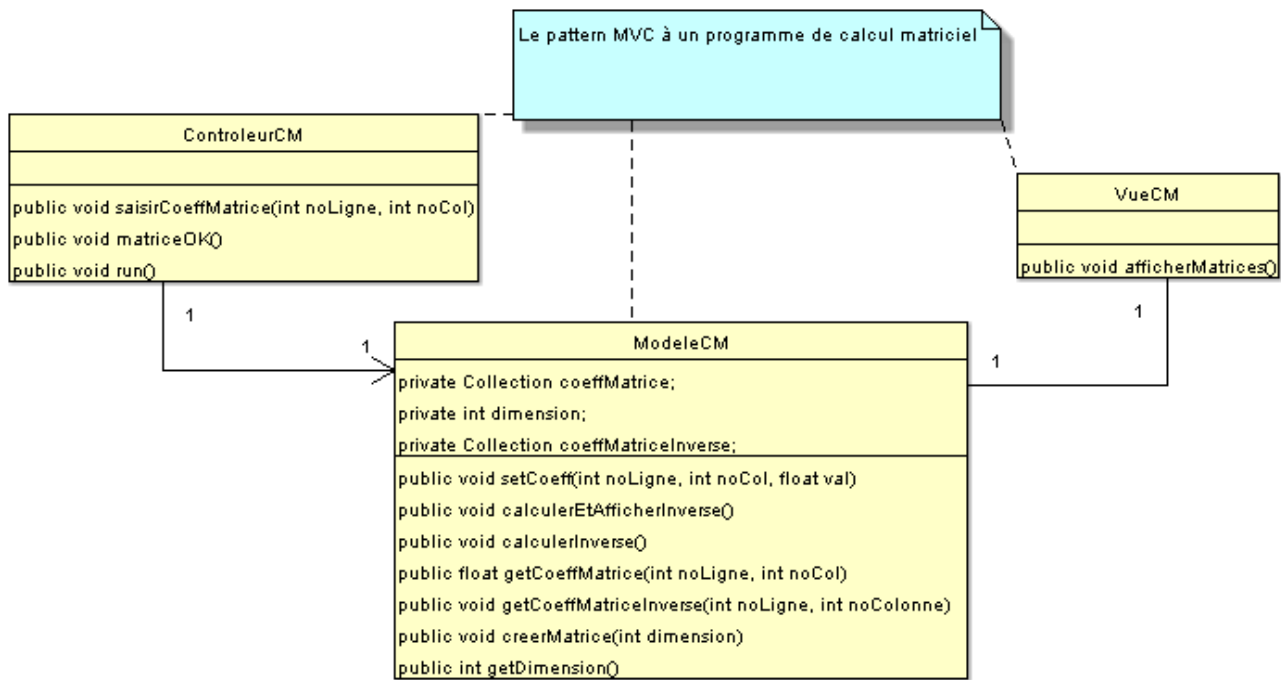 Le pattern MVC à un programme de calcul matriciel
ControleurCM
public void saisirCoeffMatrice(int noLigne, int noCol)
public void matriceOK()
public void run()
VueCM
public void afficherMatrices()
1
1
1
1
ModeleCM
private Collection coeffMatrice;
private int dimension;
private Collection coeffMatriceInverse;
public void setCoeff(int noLigne, int noCol, float val)
public void calculerEtAfficherInverse()
public void calculerInverse()
public float getCoeffMatrice(int noLigne, int noCol)
public void getCoeffMatriceInverse(int noLigne, int noColonne)
public void creerMatrice(int dimension)
public int getDimension()